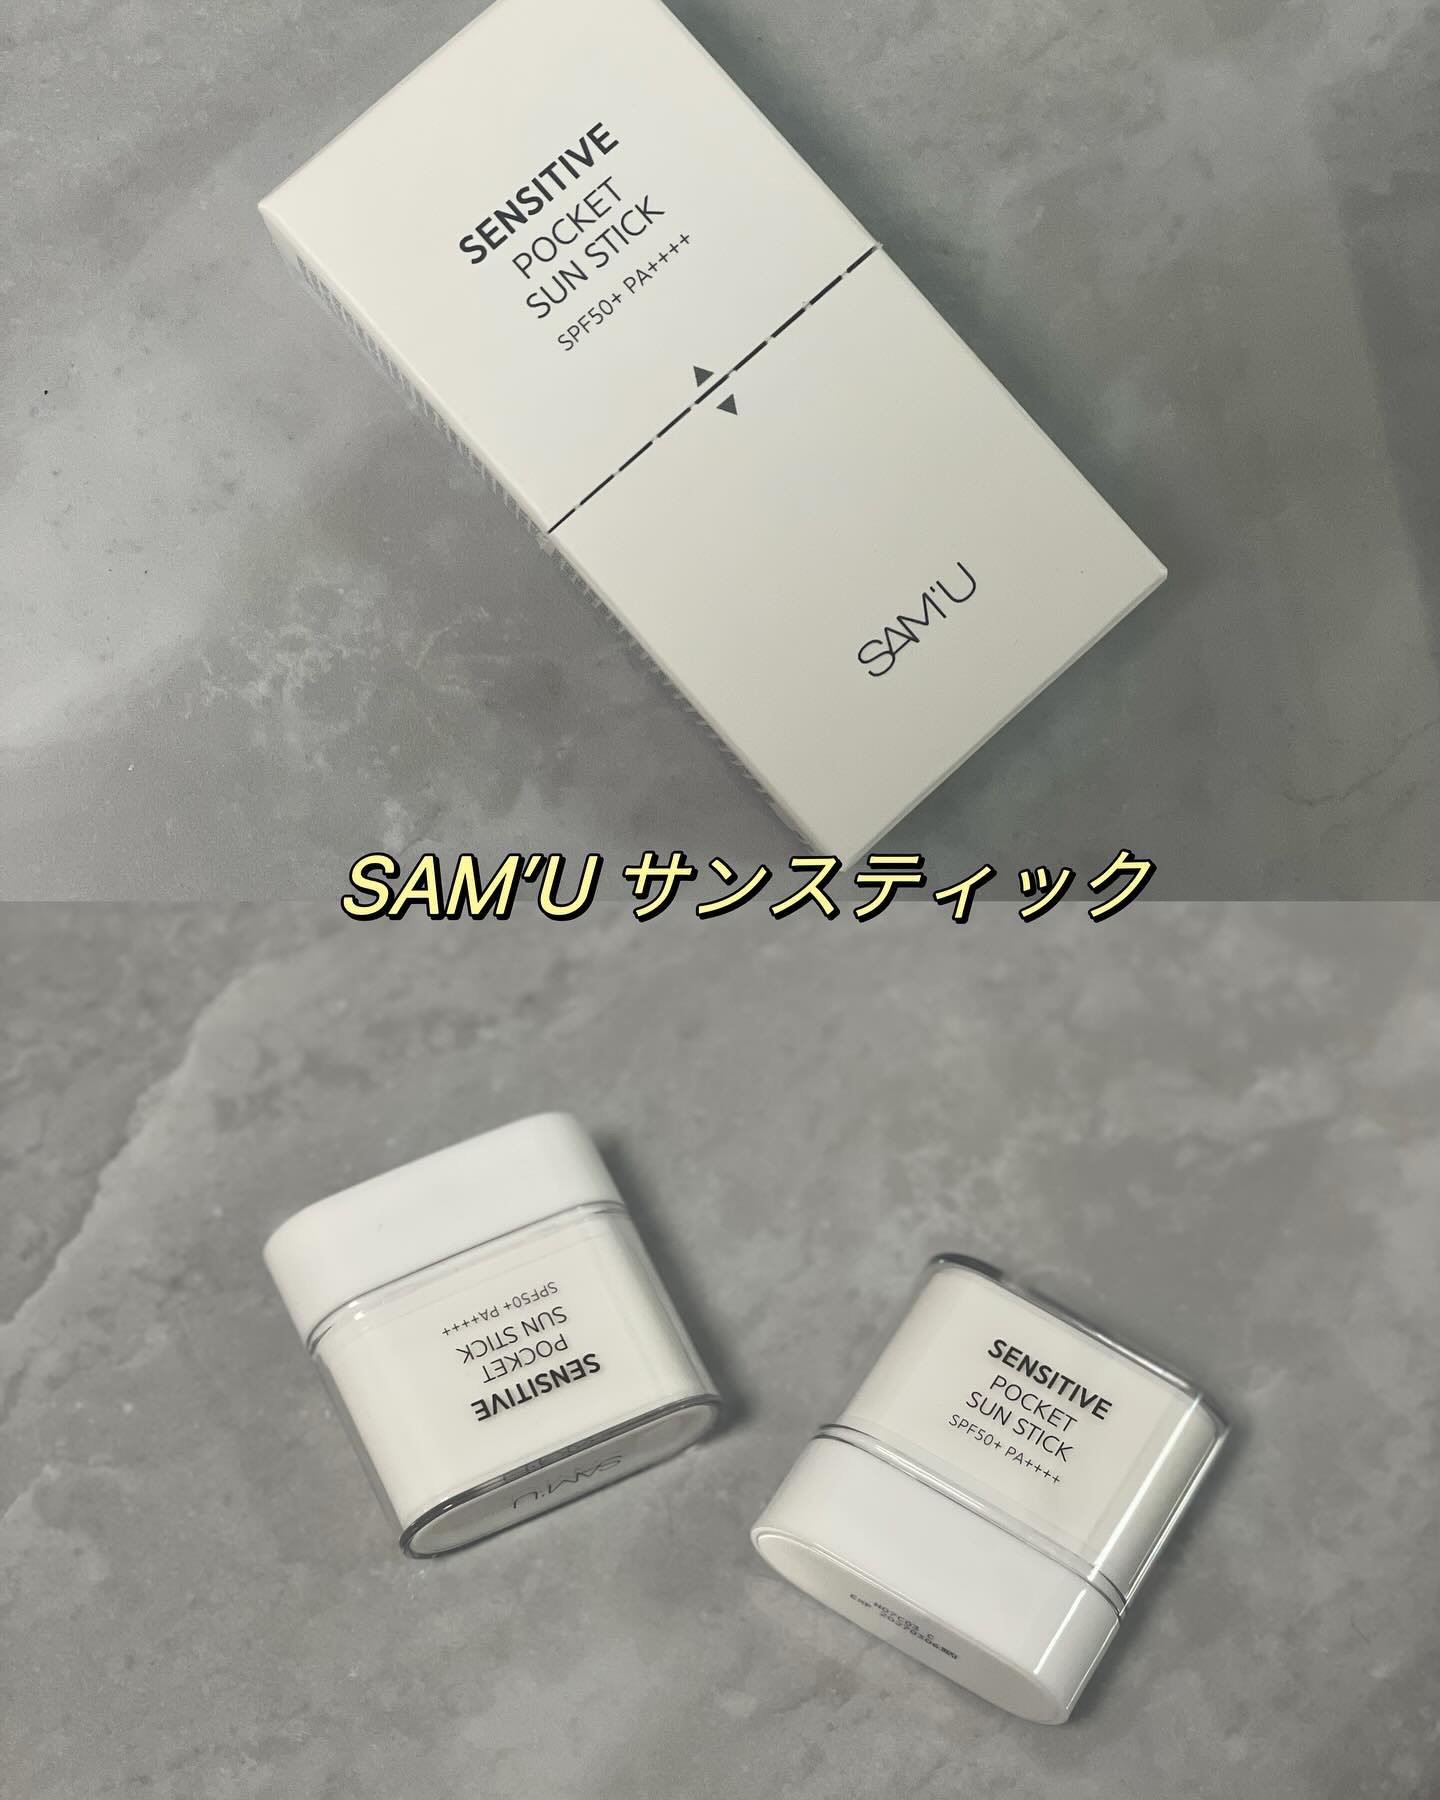 SENSITIVE
POCKET
SUN STICK
SPF50+ PA++++
SAM'U
SAM'U サンスティック
SENSITIVE
POCKET
SUN STICK
SPF50+ PA++++
SAM'U
SENSITIVE
POCKET
SUN STICK
SPF50+ PA++++